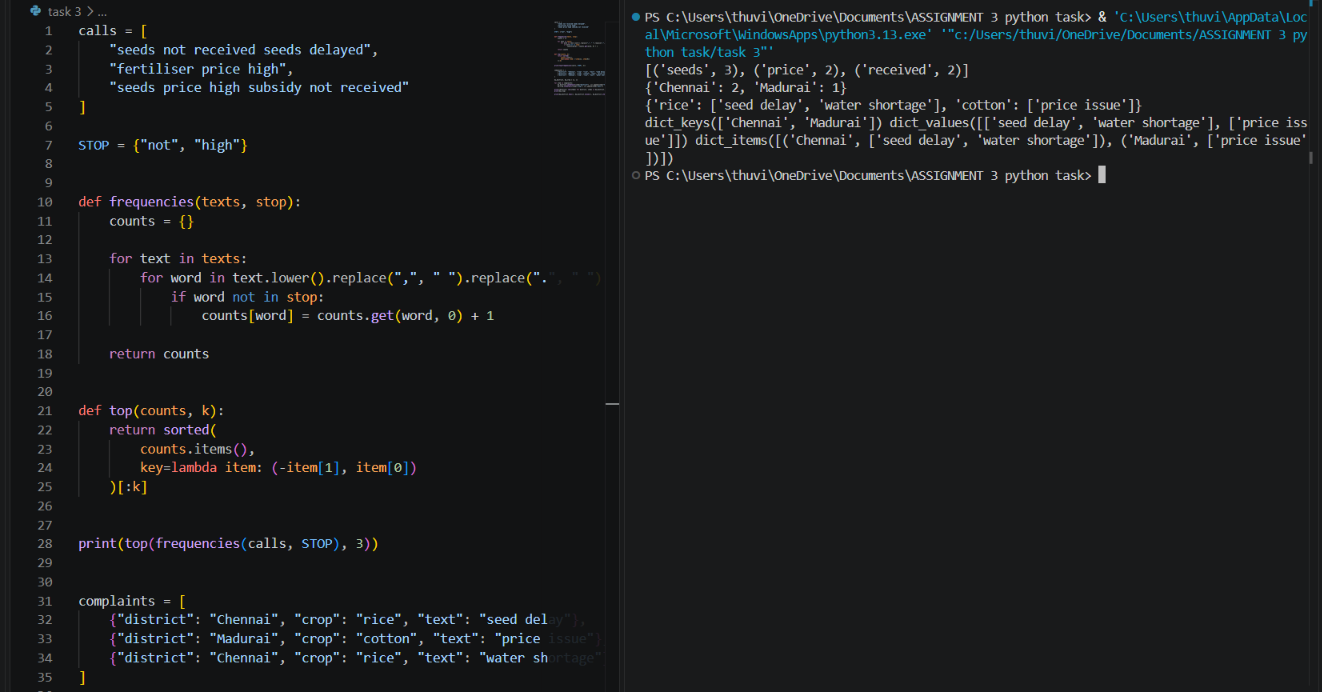 task 3 > ...
1 calls = [
2 "seeds not received seeds delayed",
3 "fertiliser price high",
4 "seeds price high subsidy not received"
5 ]
6
7 STOP = {"not", "high"}
8
9
10 def frequencies(texts, stop):
11 counts = {}
12
13 for text in texts:
14 for word in text.lower().replace(",", " ").replace(".", " ")
15 if word not in stop:
16 counts[word] = counts.get(word, 0) + 1
17
18 return counts
19
20
21 def top(counts, k):
22 return sorted(
23 counts.items(),
24 key=lambda item: (-item[1], item[0])
25 )[:k]
26
27
28 print(top(frequencies(calls, STOP), 3))
29
30
31 complaints = [
32 {"district": "Chennai", "crop": "rice", "text": "seed delay"},
33 {"district": "Madurai", "crop": "cotton", "text": "price issue"}
34 {"district": "Chennai", "crop": "rice", "text": "water shortage"
35 ]
PS C:\Users\thuvi\OneDrive\Documents\ASSIGNMENT 3 python task> & 'C:\Users\thuvi\AppData\Loc
al\Microsoft\WindowsApps\python3.13.exe' '"c:/Users/thuvi/OneDrive/Documents/ASSIGNMENT 3 py
thon task/task 3"'
[('seeds', 3), ('price', 2), ('received', 2)]
{'Chennai': 2, 'Madurai': 1}
{'rice': ['seed delay', 'water shortage'], 'cotton': ['price issue']}
dict_keys(['Chennai', 'Madurai']) dict_values([['seed delay', 'water shortage'], ['price iss
ue']]) dict_items([('Chennai', ['seed delay', 'water shortage']), ('Madurai', ['price issue'
])])
PS C:\Users\thuvi\OneDrive\Documents\ASSIGNMENT 3 python task>